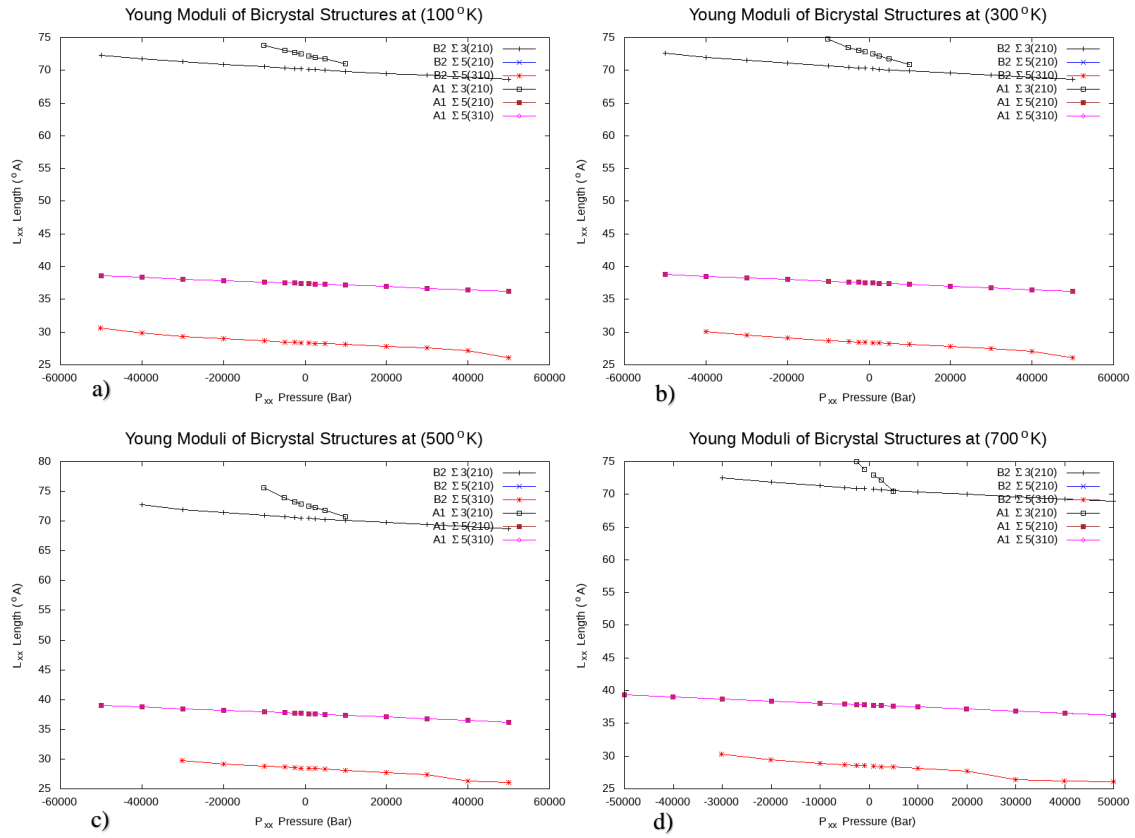 Young Moduli of Bicrystal Structures at (100°K)
75
70
65
60
55
50
45
40
35
30
25
L xx Length (°A)
B2 Σ3(210)
B2 Σ5(210)
B2 Σ5(310)
A1 Σ3(210)
A1 Σ5(210)
A1 Σ5(310)
-60000 -40000 -20000 0 20000 40000 60000
P xx Pressure (Bar)
a)
Young Moduli of Bicrystal Structures at (300°K)
75
70
65
60
55
50
45
40
35
30
25
L xx Length (°A)
B2 Σ3(210)
B2 Σ5(210)
B2 Σ5(310)
A1 Σ3(210)
A1 Σ5(210)
A1 Σ5(310)
-60000 -40000 -20000 0 20000 40000 60000
P xx Pressure (Bar)
b)
Young Moduli of Bicrystal Structures at (500°K)
80
75
70
65
60
55
50
45
40
35
30
25
L xx Length (°A)
B2 Σ3(210)
B2 Σ5(210)
B2 Σ5(310)
A1 Σ3(210)
A1 Σ5(210)
A1 Σ5(310)
-60000 -40000 -20000 0 20000 40000 60000
P xx Pressure (Bar)
c)
Young Moduli of Bicrystal Structures at (700°K)
75
70
65
60
55
50
45
40
35
30
25
L xx Length (°A)
B2 Σ3(210)
B2 Σ5(210)
B2 Σ5(310)
A1 Σ3(210)
A1 Σ5(210)
A1 Σ5(310)
-50000 -40000 -30000 -20000 -10000 0 10000 20000 30000 40000 50000
P xx Pressure (Bar)
d)